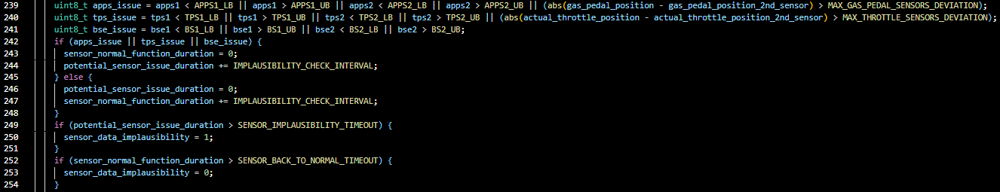 239 uint8_t apps_issue = apps1 < APPS1_LB || apps1 > APPS1_UB || apps2 < APPS2_LB || apps2 > APPS2_UB || (abs(gas_pedal_position - gas_pedal_position_2nd_sensor) > MAX_GAS_PEDAL_SENSORS_DEVIATION);
240 uint8_t tps_issue = tps1 < TPS1_LB || tps1 > TPS1_UB || tps2 < TPS2_LB || tps2 > TPS2_UB || (abs(actual_throttle_position - actual_throttle_position_2nd_sensor) > MAX_THROTTLE_SENSORS_DEVIATION);
241 uint8_t bse_issue = bse1 < BS1_LB || bse1 > BS1_UB || bse2 < BS2_LB || bse2 > BS2_UB;
242 if (apps_issue || tps_issue || bse_issue) {
243 sensor_normal_function_duration = 0;
244 potential_sensor_issue_duration += IMPLAUSIBILITY_CHECK_INTERVAL;
245 } else {
246 potential_sensor_issue_duration = 0;
247 sensor_normal_function_duration += IMPLAUSIBILITY_CHECK_INTERVAL;
248 }
249 if (potential_sensor_issue_duration > SENSOR_IMPLAUSIBILITY_TIMEOUT) {
250 sensor_data_implausibility = 1;
251 }
252 if (sensor_normal_function_duration > SENSOR_BACK_TO_NORMAL_TIMEOUT) {
253 sensor_data_implausibility = 0;
254 }